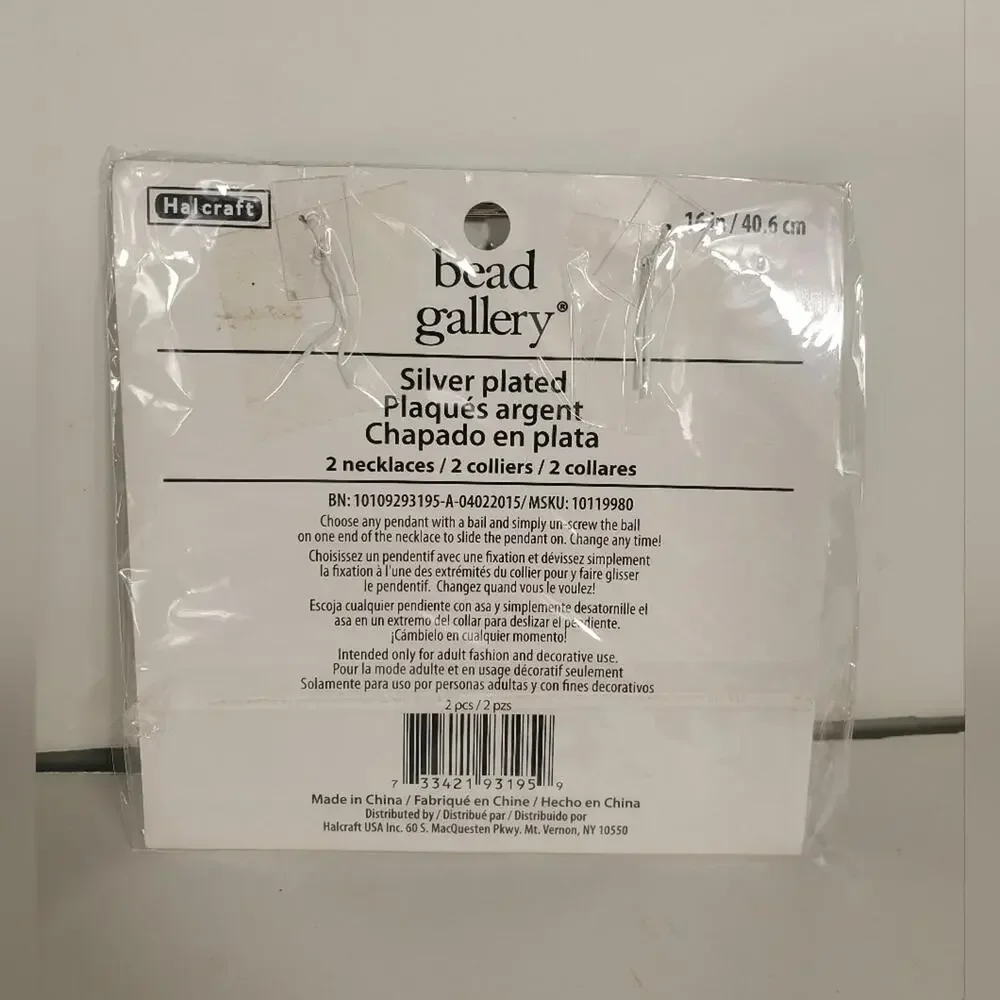 Halcraft
16 in / 40.6 cm
bead
gallery®
Silver plated
Plaqués argent
Chapado en plata
2 necklaces / 2 colliers / 2 collares
BN: 10109293195-A-04022015/ MSKU: 10119980
Choose any pendant with a bail and simply un-screw the ball
on one end of the necklace to slide the pendant on. Change any time!
Choisissez un pendentif avec une fixation et dévissez simplement
la fixation à l'une des extrémités du collier pour y faire glisser
le pendentif. Changez quand vous le voulez!
Escoja cualquier pendiente con asa y simplemente desatornille el
asa en un extremo del collar para deslizar el pendiente.
¡Cámbielo en cualquier momento!
Intended only for adult fashion and decorative use.
Pour la mode adulte et en usage décoratif seulement
Solamente para uso por personas adultas y con fines decorativos
2 pcs / 2 pzs
7 33421 93195 9
Made in China / Fabriqué en Chine / Hecho en China
Distributed by / Distribué par / Distribuido por
Halcraft USA Inc. 60 S. MacQuesten Pkwy. Mt. Vernon, NY 10550